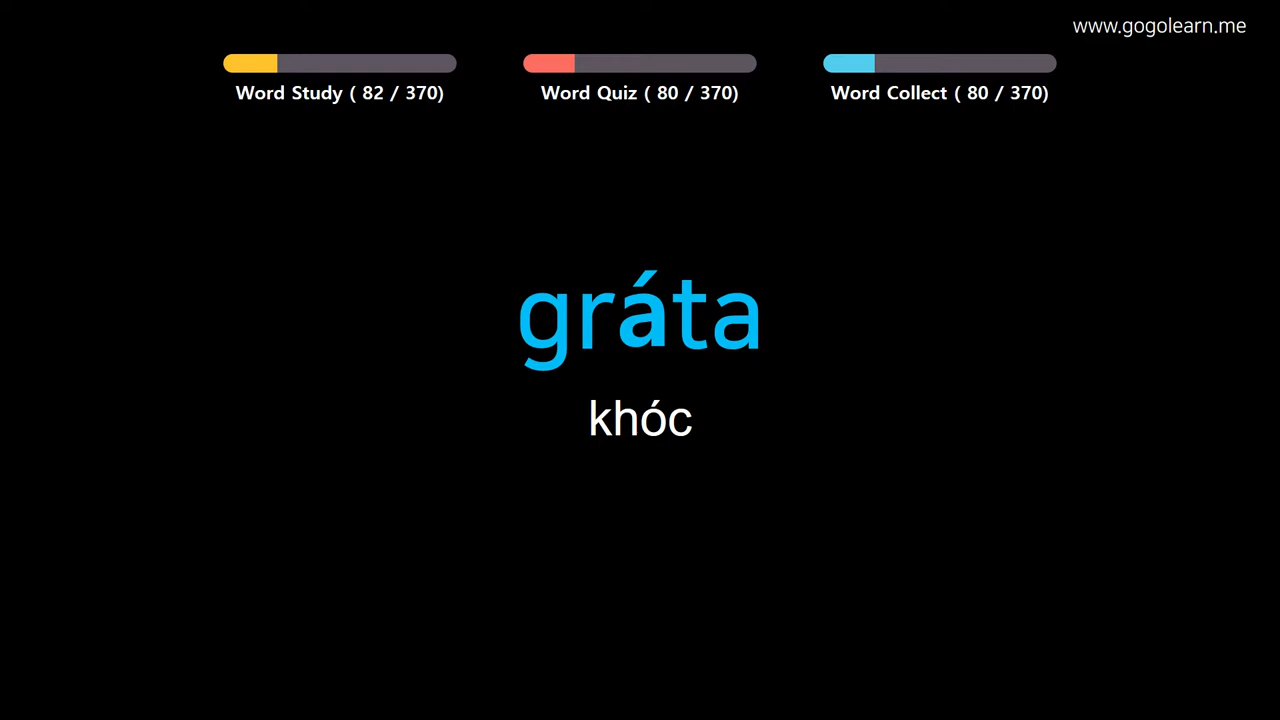 www.gogolearn.me
Word Study ( 82 / 370)
Word Quiz ( 80 / 370)
Word Collect ( 80 / 370)
gráta
khóc